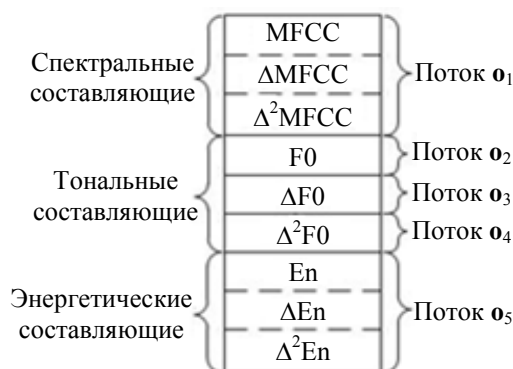 Спектральные
составляющие
MFCC
ΔMFCC
Δ²MFCC
Поток o₁
Тональные
составляющие
F0
ΔF0
Δ²F0
Поток o₂
Поток o₃
Поток o₄
Энергетические
составляющие
En
ΔEn
Δ²En
Поток o₅